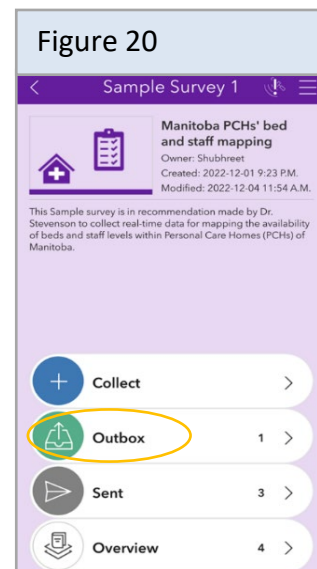 Figure 20
Sample Survey 1
Manitoba PCHs' bed
and staff mapping
Owner: Shubhreet
Created: 2022-12-01 9:23 P.M.
Modified: 2022-12-04 11:54 A.M.
This Sample survey is in recommendation made by Dr.
Stevenson to collect real-time data for mapping the availability
of beds and staff levels within Personal Care Homes (PCHs) of
Manitoba.
Collect
Outbox 1
Sent 3
Overview 4